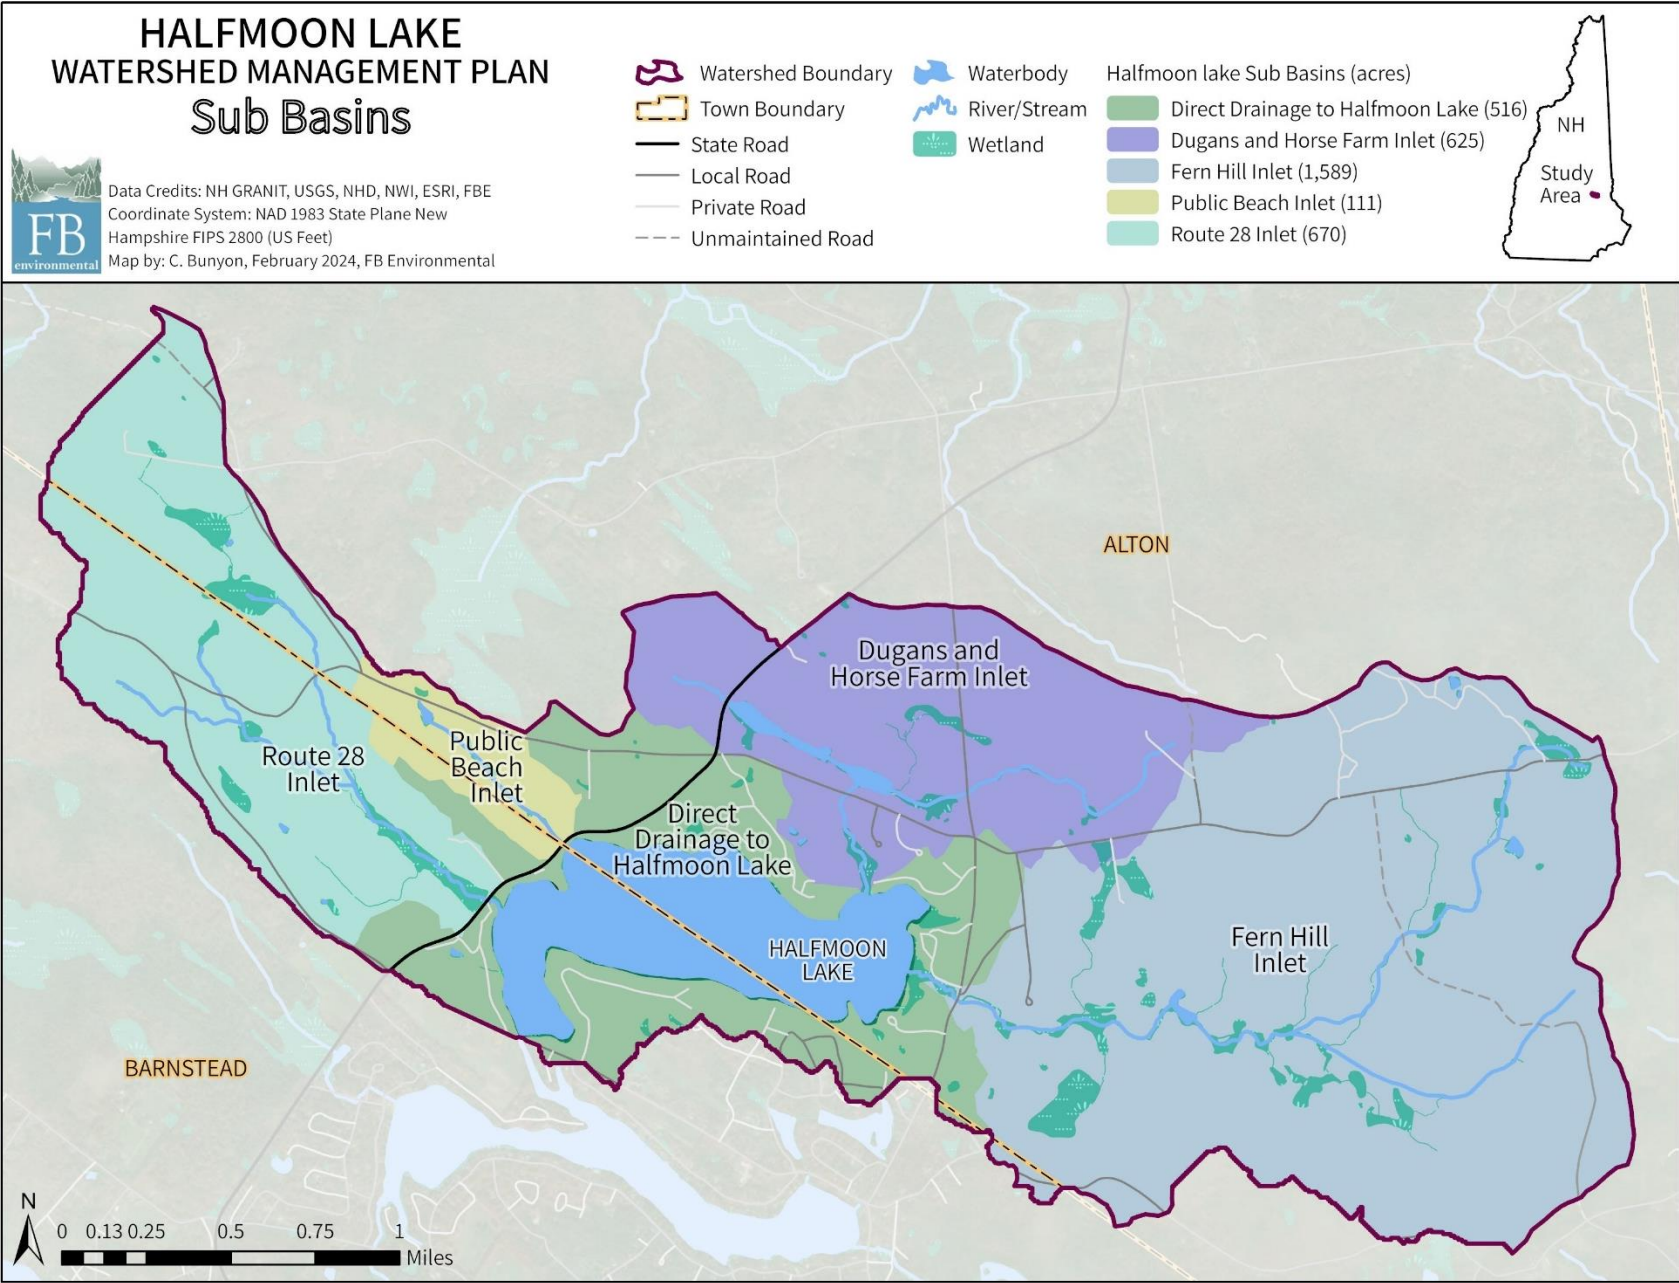 HALFMOON LAKE
WATERSHED MANAGEMENT PLAN
Sub Basins
FB
environmental
Data Credits: NH GRANIT, USGS, NHD, NWI, ESRI, FBE
Coordinate System: NAD 1983 State Plane New
Hampshire FIPS 2800 (US Feet)
Map by: C. Bunyon, February 2024, FB Environmental
Watershed Boundary
Town Boundary
State Road
Local Road
Private Road
Unmaintained Road
Waterbody
River/Stream
Wetland
Halfmoon lake Sub Basins (acres)
Direct Drainage to Halfmoon Lake (516)
Dugans and Horse Farm Inlet (625)
Fern Hill Inlet (1,589)
Public Beach Inlet (111)
Route 28 Inlet (670)
NH
Study
Area
ALTON
Dugans and
Horse Farm Inlet
Route 28
Inlet
Public
Beach
Inlet
Direct
Drainage to
Halfmoon Lake
HALFMOON
LAKE
Fern Hill
Inlet
BARNSTEAD
N
0 0.13 0.25 0.5 0.75 1
Miles